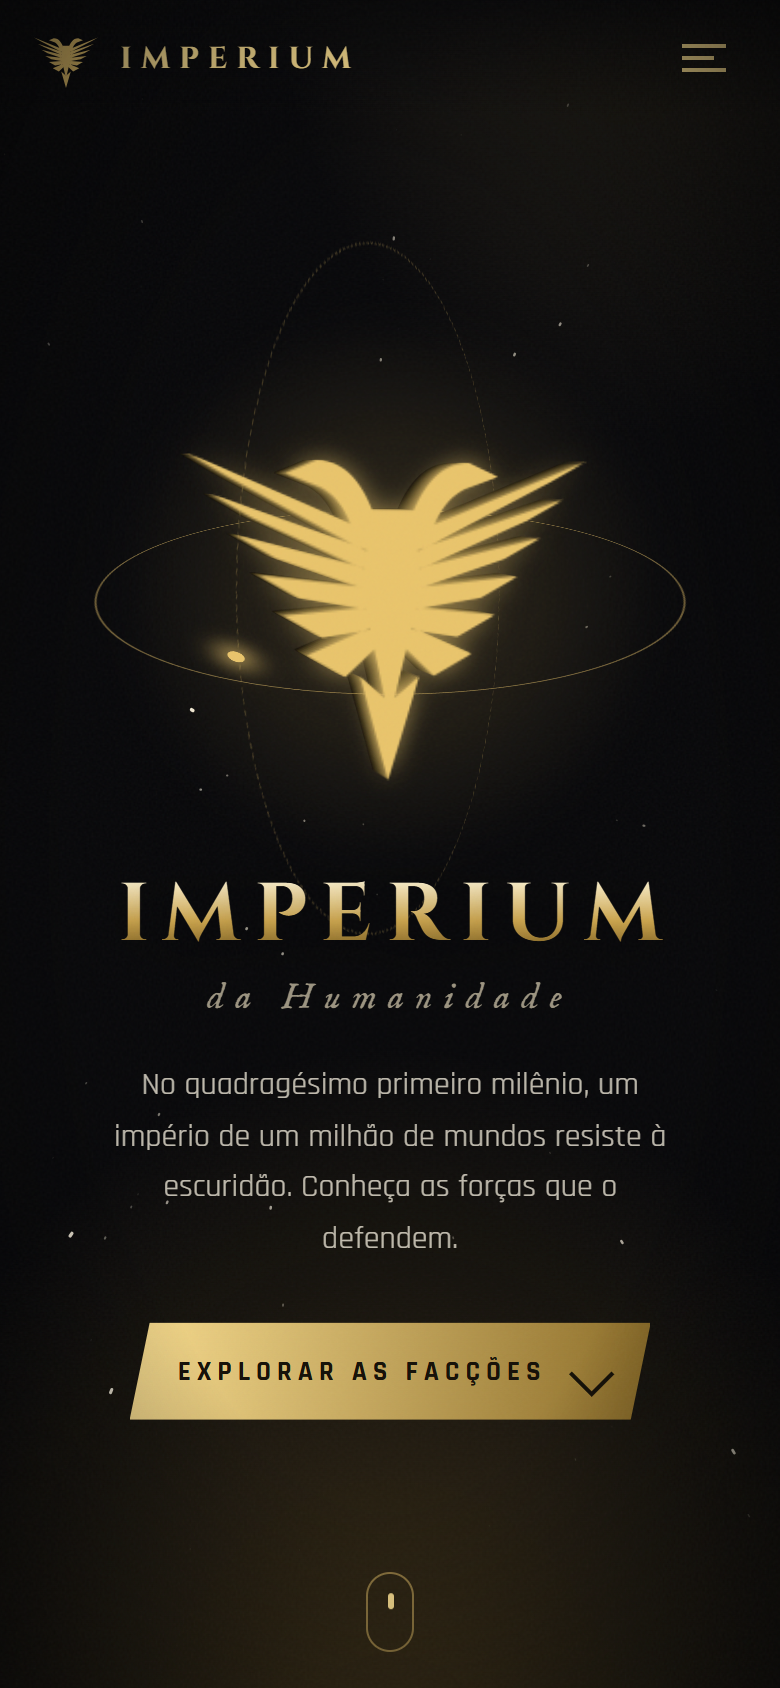 IMPERIUM
IMPERIUM
da Humanidade
No quadragésimo primeiro milênio, um
império de um milhão de mundos resiste à
escuridão. Conheça as forças que o
defendem.
EXPLORAR AS FACÇÕES